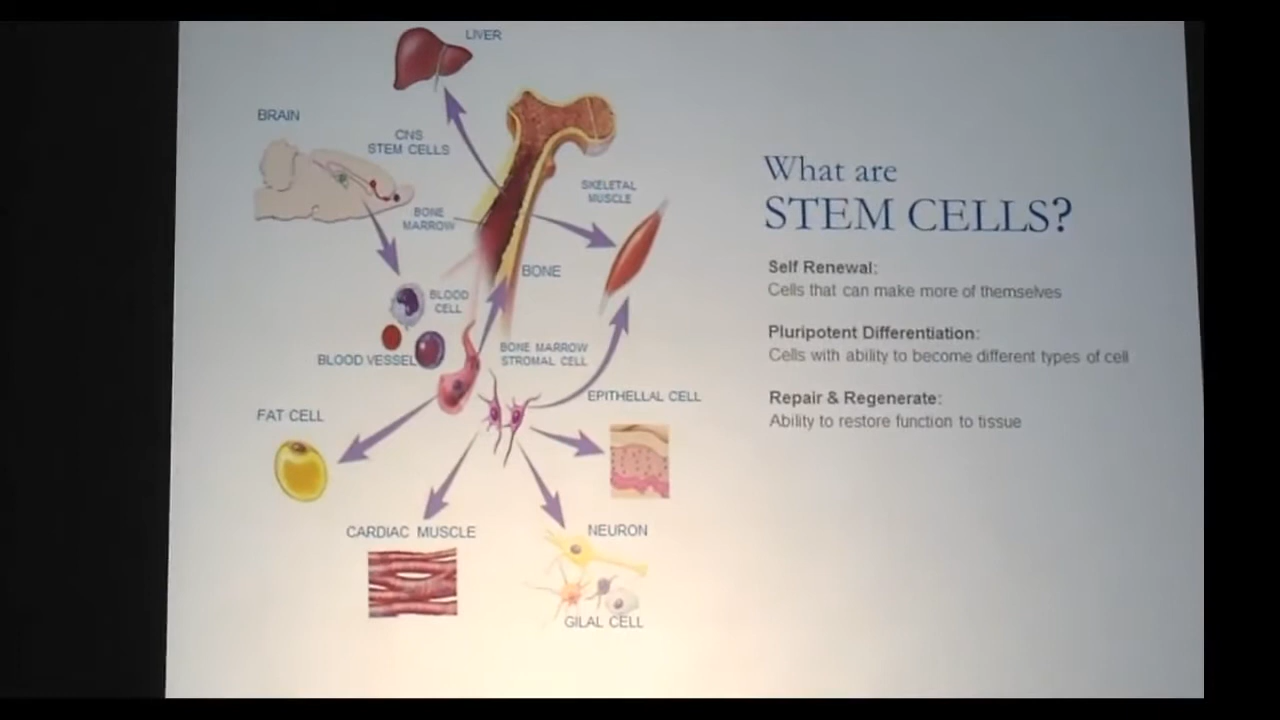 LIVER
BRAIN
CNS
STEM CELLS
SKELETAL
MUSCLE
BONE
MARROW
BONE
BLOOD
CELL
BLOOD VESSEL
BONE MARROW
STROMAL CELL
EPITHELLAL CELL
FAT CELL
CARDIAC MUSCLE
NEURON
GILAL CELL
What are
STEM CELLS?
Self Renewal:
Cells that can make more of themselves
Pluripotent Differentiation:
Cells with ability to become different types of cell
Repair & Regenerate:
Ability to restore function to tissue